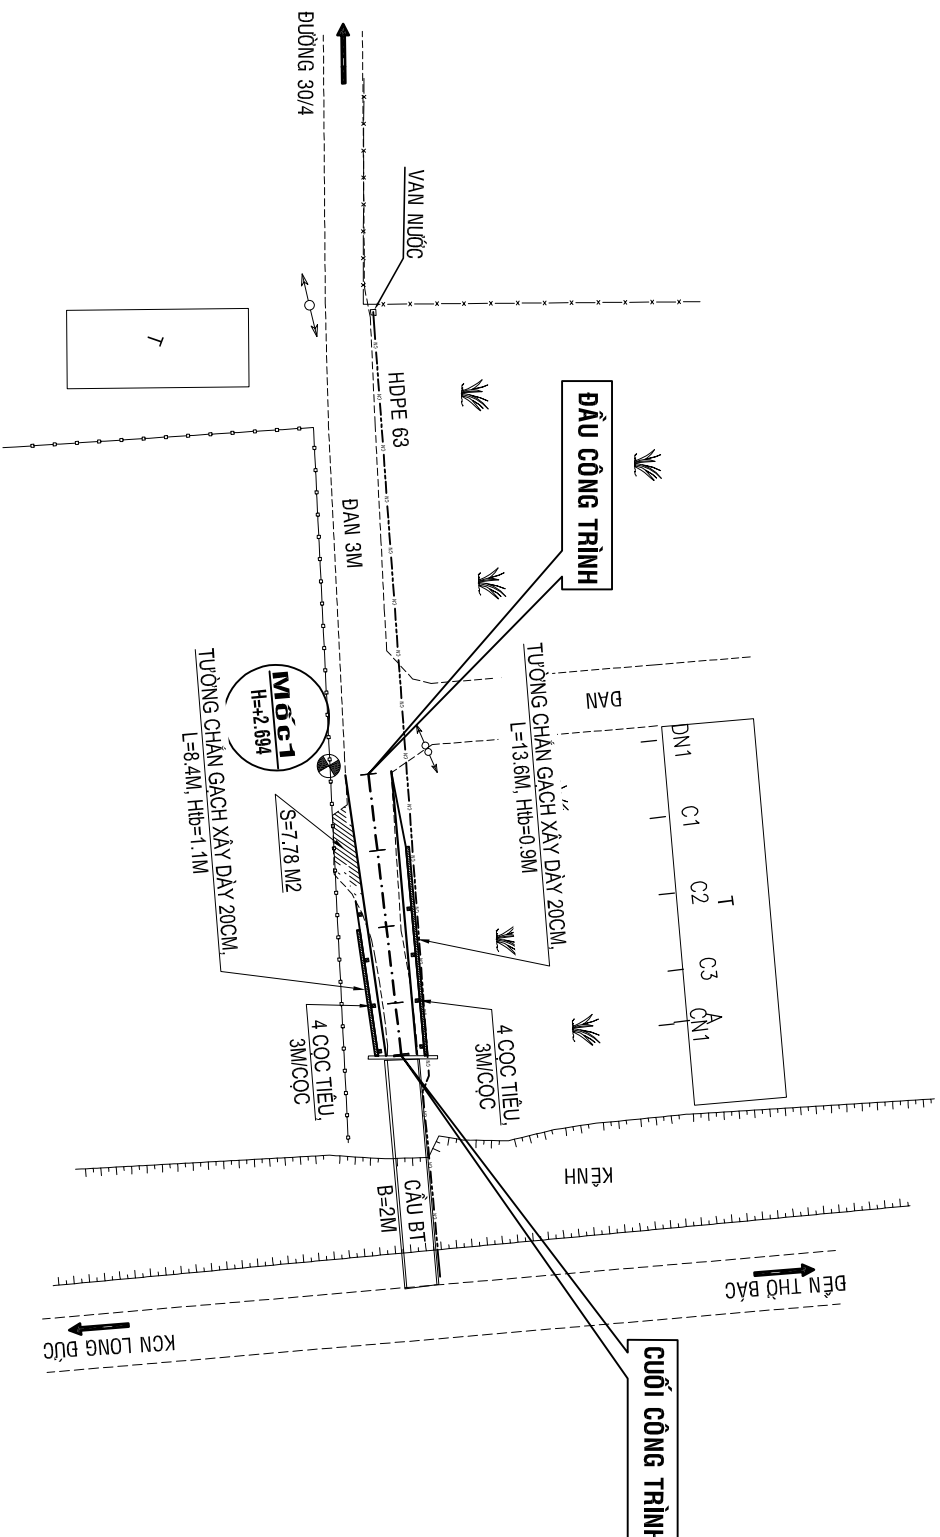 ĐƯỜNG 30/4
VAN NƯỚC
HDPE 63
ĐẦU CÔNG TRÌNH
ĐAN 3M
T
Mốc1
H=+2.694
TƯỜNG CHẮN GẠCH XÂY DÀY 20CM,
L=8.4M, Htb=1.1M
S=7.78 M2
TƯỜNG CHẮN GẠCH XÂY DÀY 20CM,
L=13.6M, Htb=0.9M
ĐAN
DN1
C1
C2
T
C3
A
CN1
4 CỌC TIÊU,
3M/CỌC
4 CỌC TIÊU,
3M/CỌC
KÊNH
CẦU BT
B=2M
ĐỀN THỜ BÁC
KCN LONG ĐỨC
CUỐI CÔNG TRÌNH